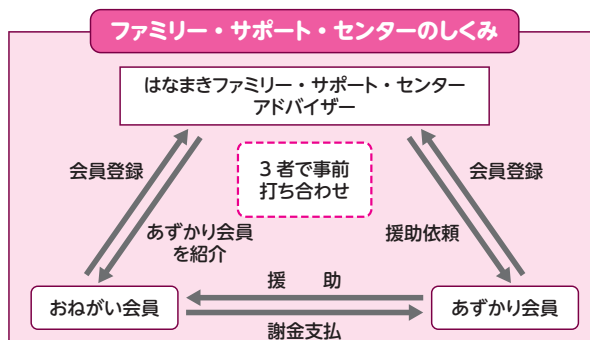 ファミリー・サポート・センターのしくみ
はなまきファミリー・サポート・センター
アドバイザー
会員登録
3者で事前
打ち合わせ
会員登録
あずかり会員
を紹介
援助依頼
援　助
おねがい会員
あずかり会員
謝金支払